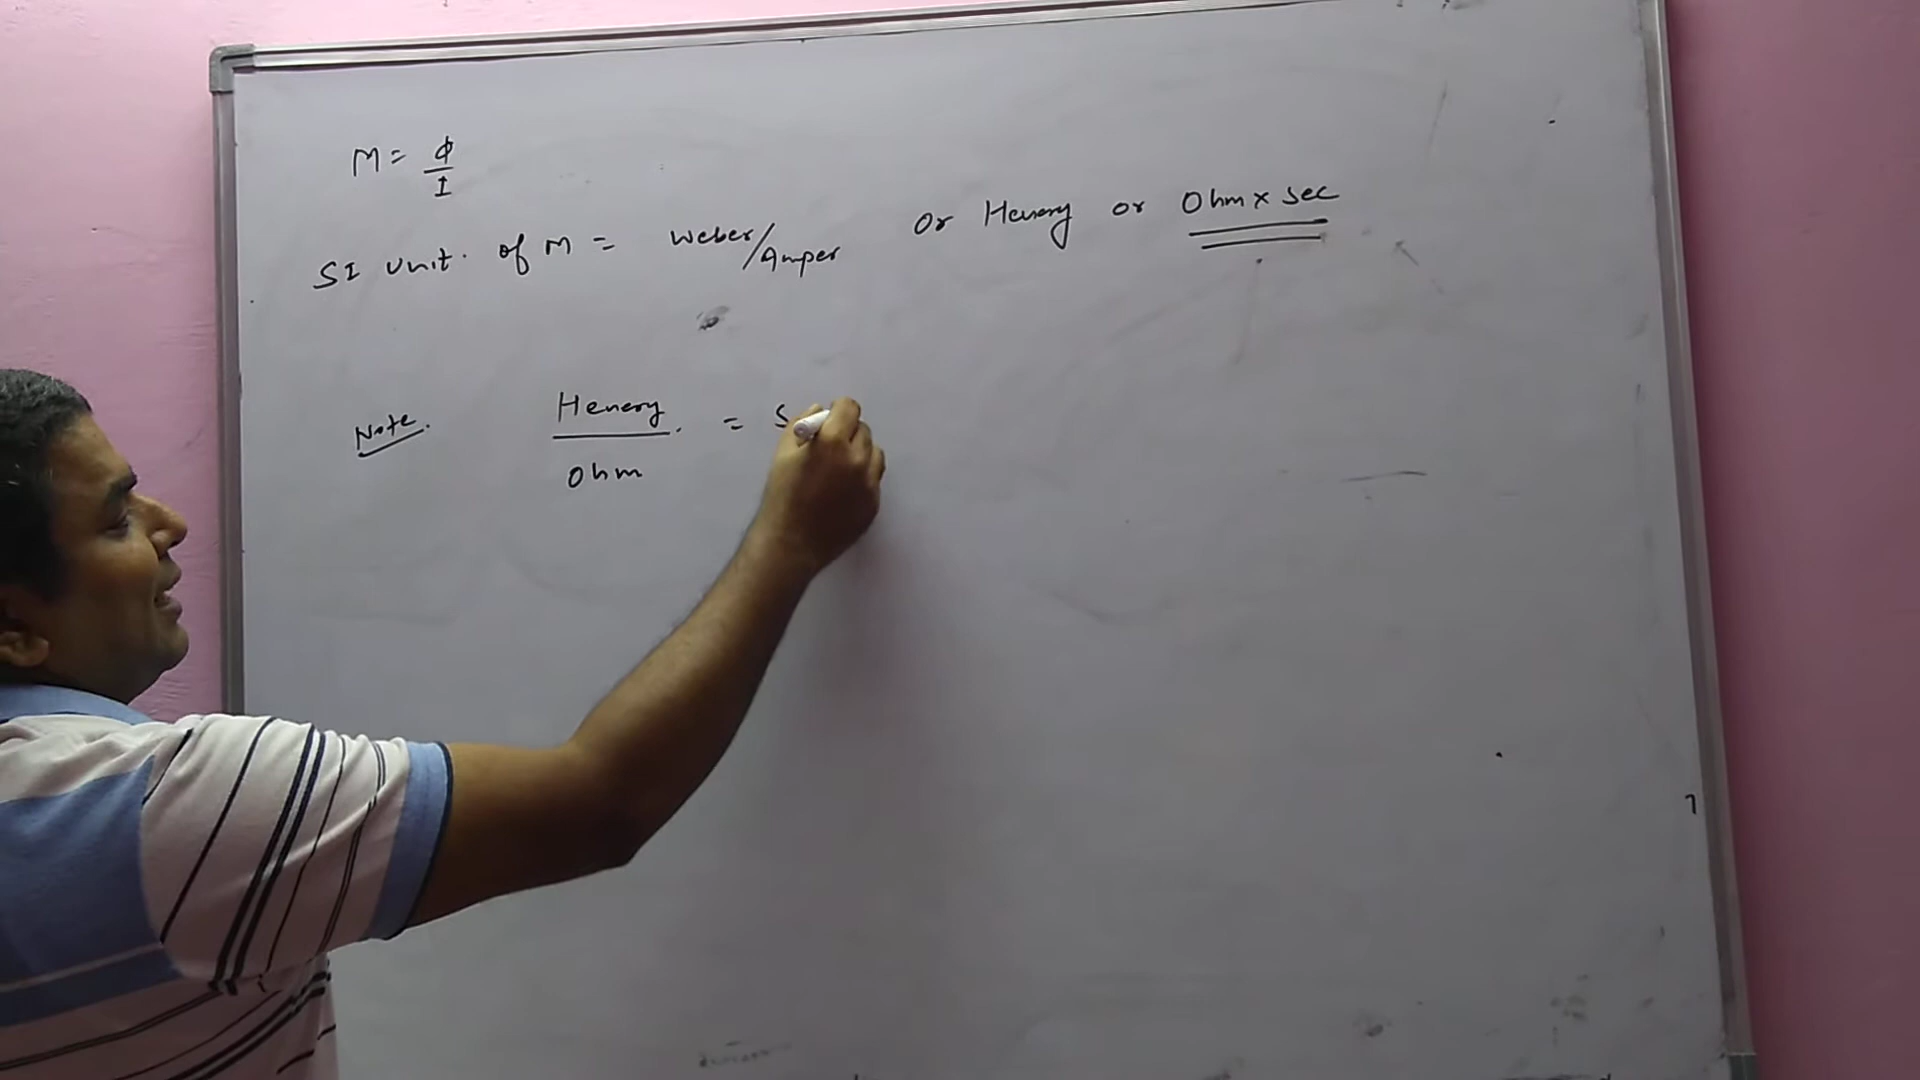 M = Φ/I
SI Unit. of M = Weber/Amper or Henery or Ohm x sec
Note. Henery/Ohm = S